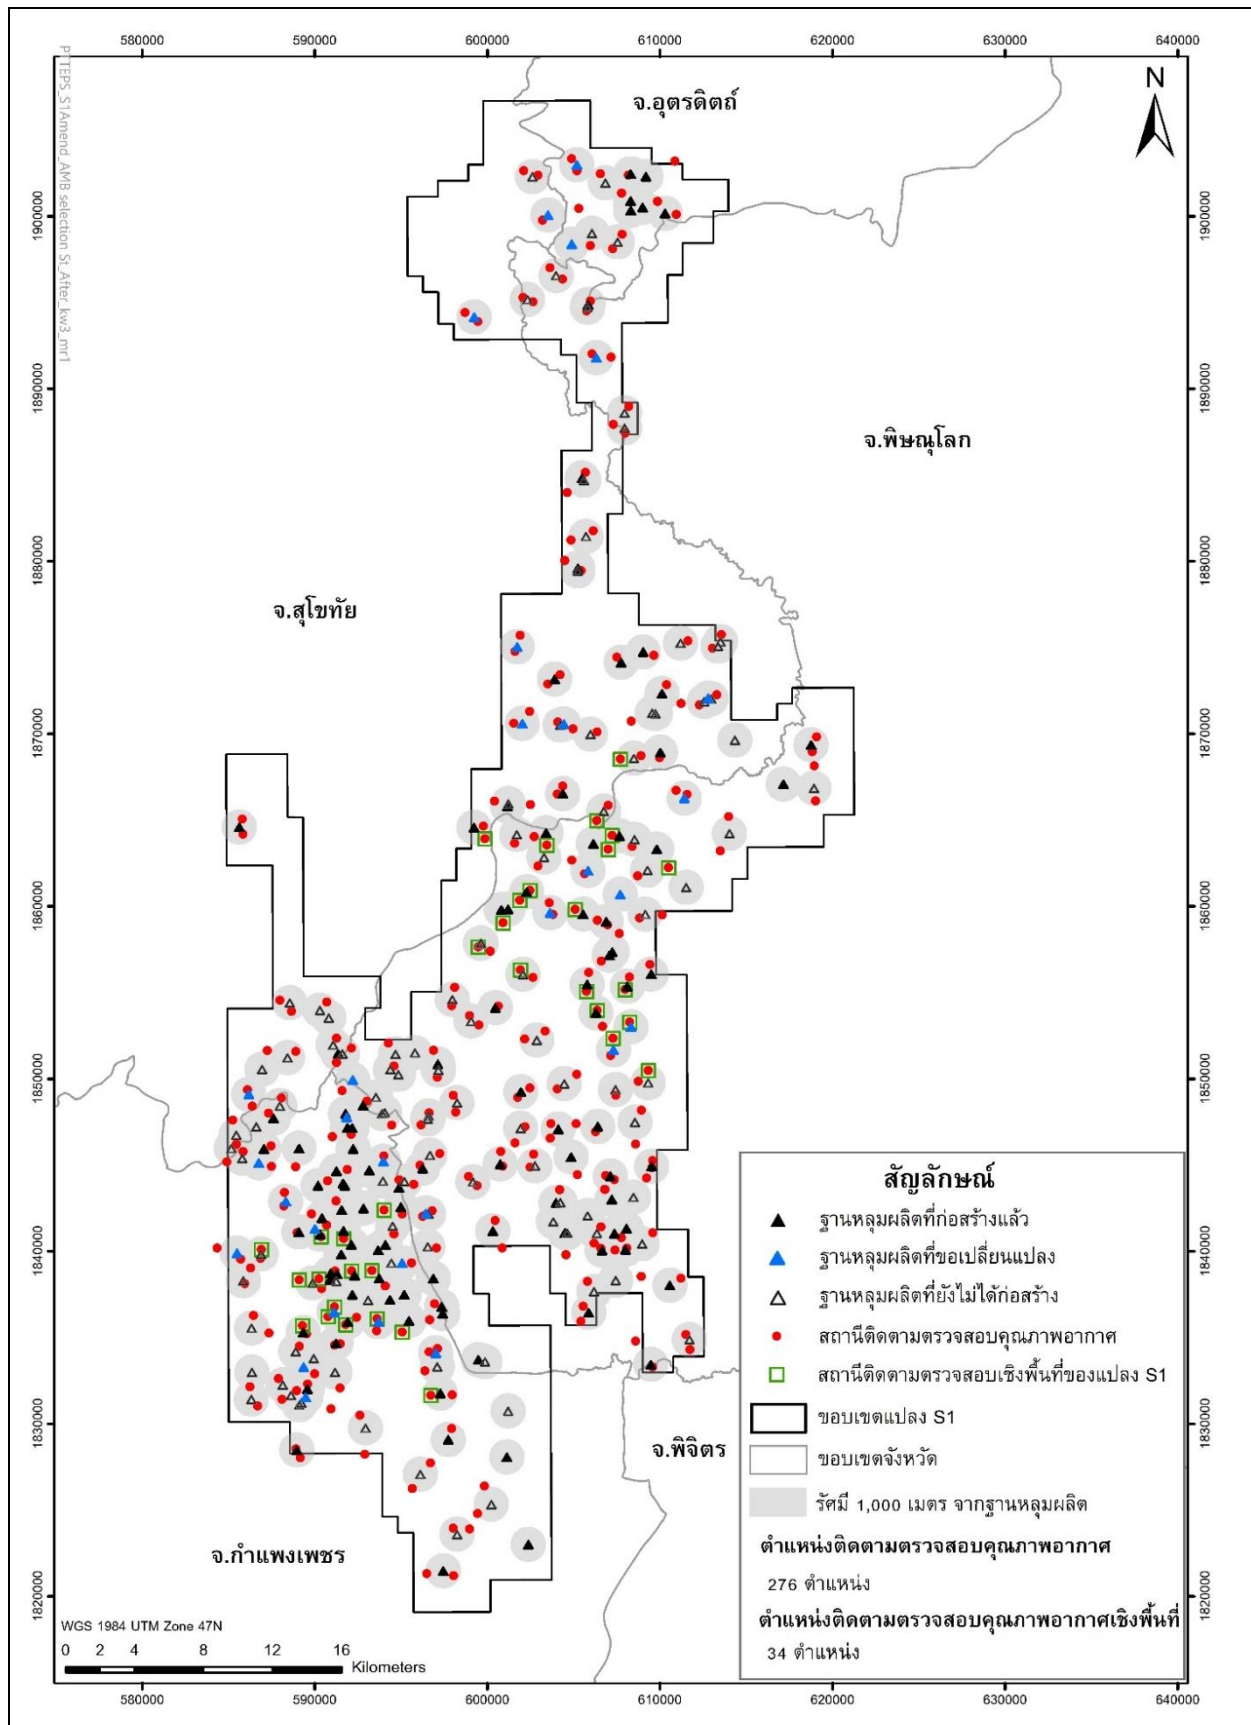 580000 590000 600000 610000 620000 630000 640000
PTTEPS_S1Amend_AMB selection St_After_kw3_mr1
N
จ.อุตรดิตถ์
1900000 1900000
1890000 1890000
จ.พิษณุโลก
1880000 1880000
จ.สุโขทัย
1870000 1870000
1860000 1860000
1850000 1850000
1840000 1840000
1830000 1830000
1820000 1820000
จ.พิจิตร
จ.กำแพงเพชร
สัญลักษณ์
ฐานหลุมผลิตที่ก่อสร้างแล้ว
ฐานหลุมผลิตที่ขอเปลี่ยนแปลง
ฐานหลุมผลิตที่ยังไม่ได้ก่อสร้าง
สถานีติดตามตรวจสอบคุณภาพอากาศ
สถานีติดตามตรวจสอบเชิงพื้นที่ของแปลง S1
ขอบเขตแปลง S1
ขอบเขตจังหวัด
รัศมี 1,000 เมตร จากฐานหลุมผลิต
ตำแหน่งติดตามตรวจสอบคุณภาพอากาศ
276 ตำแหน่ง
ตำแหน่งติดตามตรวจสอบคุณภาพอากาศเชิงพื้นที่
34 ตำแหน่ง
WGS 1984 UTM Zone 47N
0 2 4 8 12 16
Kilometers
580000 590000 600000 610000 620000 630000 640000